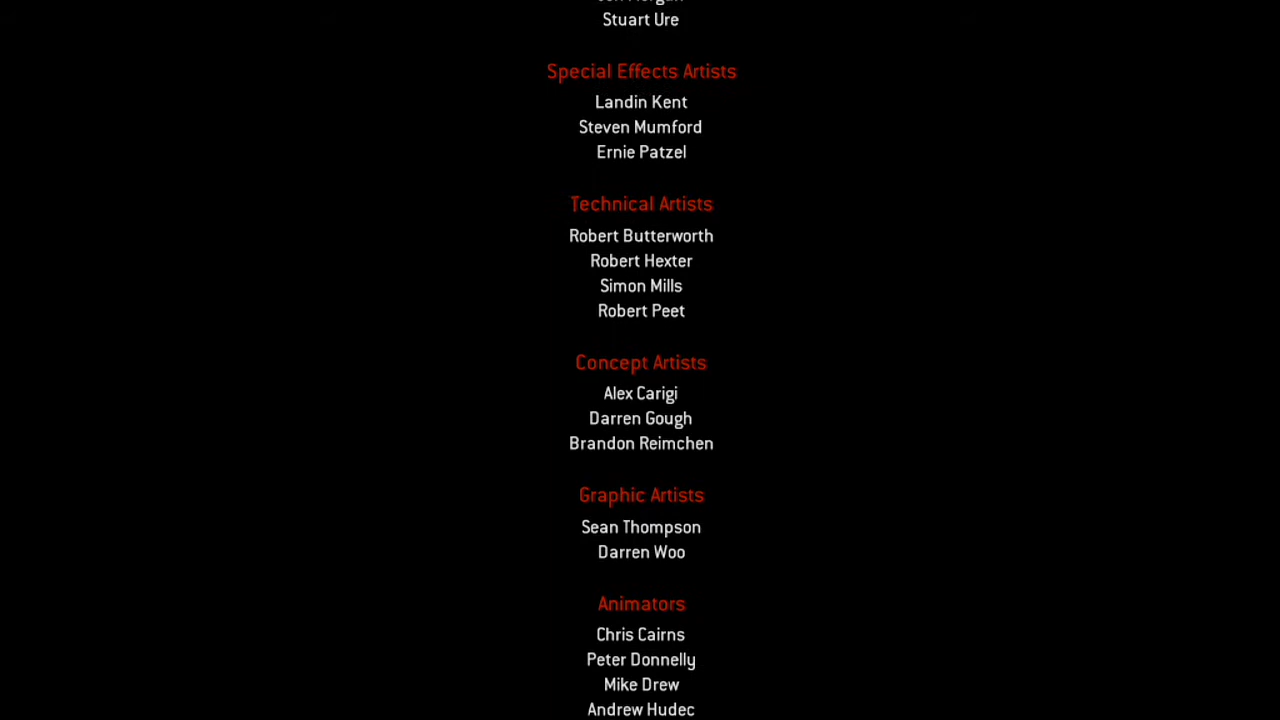 Stuart Ure
Special Effects Artists
Landin Kent
Steven Mumford
Ernie Patzel
Technical Artists
Robert Butterworth
Robert Hexter
Simon Mills
Robert Peet
Concept Artists
Alex Carigi
Darren Gough
Brandon Reimchen
Graphic Artists
Sean Thompson
Darren Woo
Animators
Chris Cairns
Peter Donnelly
Mike Drew
Andrew Hudec